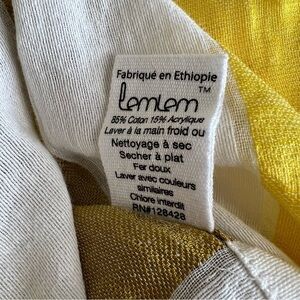 Fabriqué en Ethiopie
lemlem™
85% Coton 15% Acrylique
Laver à la main froid ou
Nettoyage à sec
Secher à plat
Fer doux
Laver avec couleurs
similaires
Chlore interdit
RN#128428